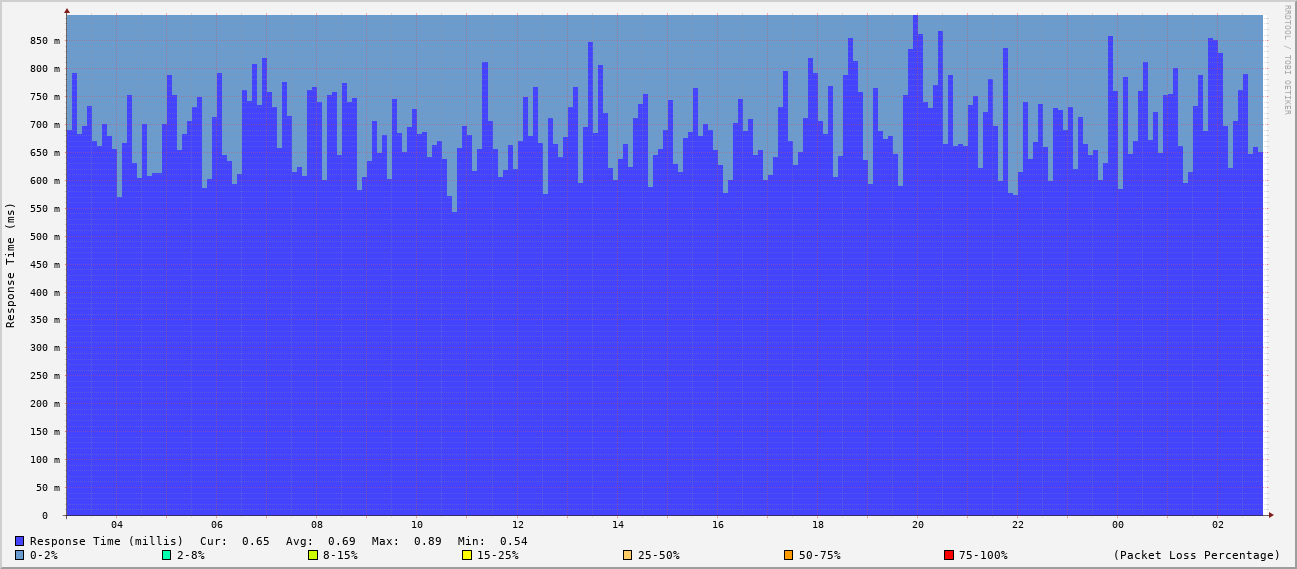 RRDTOOL / TOBI OETIKER
Response Time (ms)
850 m
800 m
750 m
700 m
650 m
600 m
550 m
500 m
450 m
400 m
350 m
300 m
250 m
200 m
150 m
100 m
50 m
0
04 06 08 10 12 14 16 18 20 22 00 02
Response Time (millis) Cur: 0.65 Avg: 0.69 Max: 0.89 Min: 0.54
0-2% 2-8% 8-15% 15-25% 25-50% 50-75% 75-100% (Packet Loss Percentage)